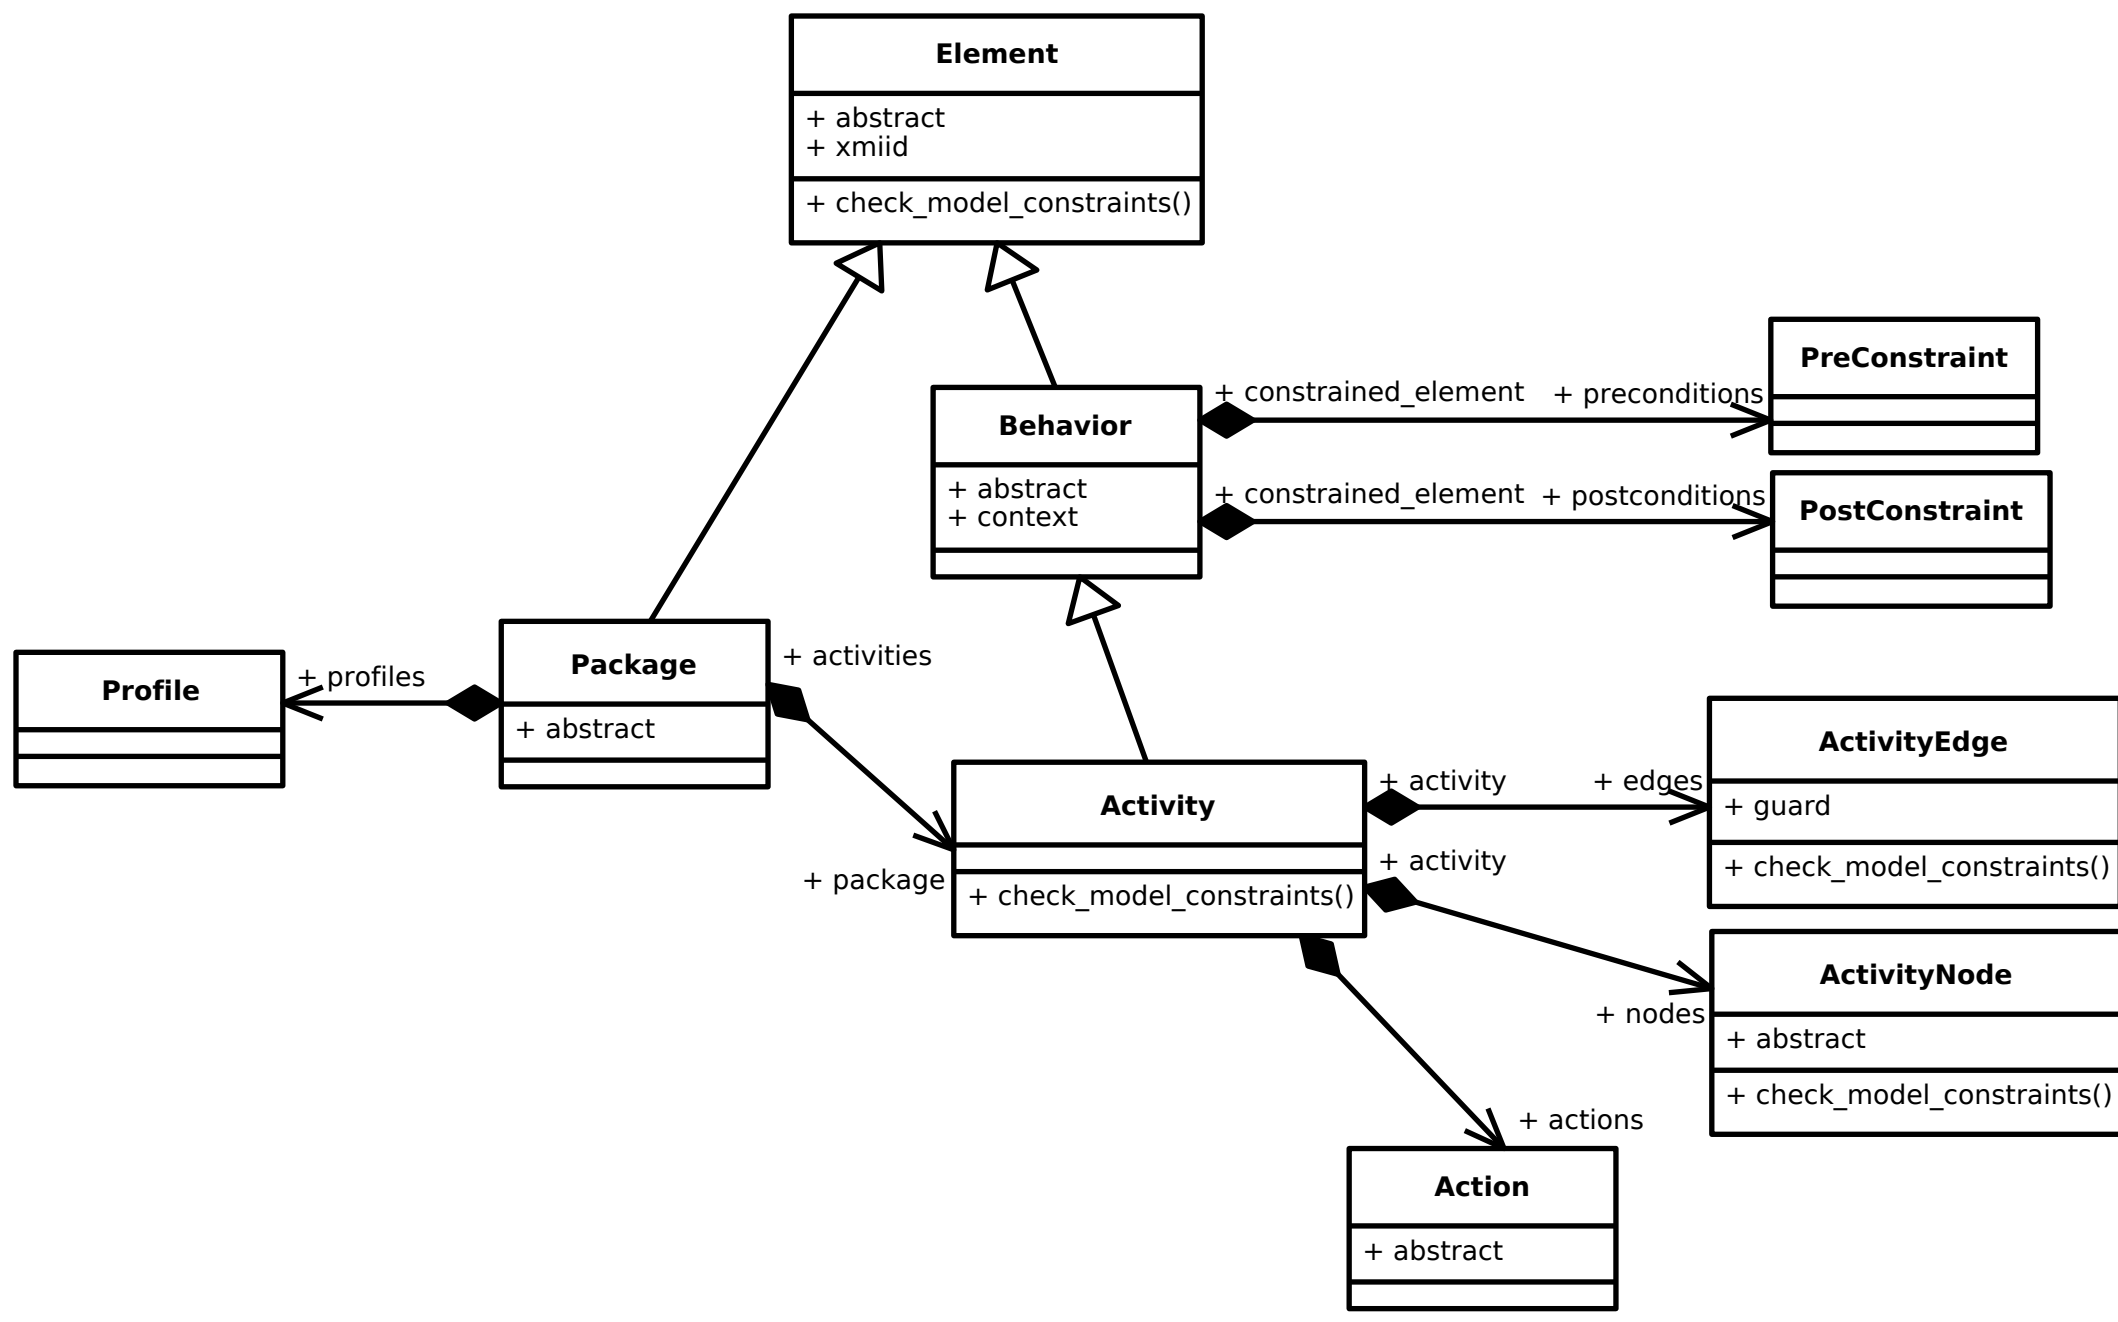 Element
+ abstract
+ xmiid
+ check_model_constraints()
PreConstraint
+ constrained_element
+ preconditions
Behavior
+ abstract
+ context
+ constrained_element
+ postconditions
PostConstraint
Profile
+ profiles
Package
+ abstract
+ activities
+ package
Activity
+ check_model_constraints()
+ activity
+ edges
ActivityEdge
+ guard
+ check_model_constraints()
+ activity
+ nodes
ActivityNode
+ abstract
+ check_model_constraints()
+ actions
Action
+ abstract